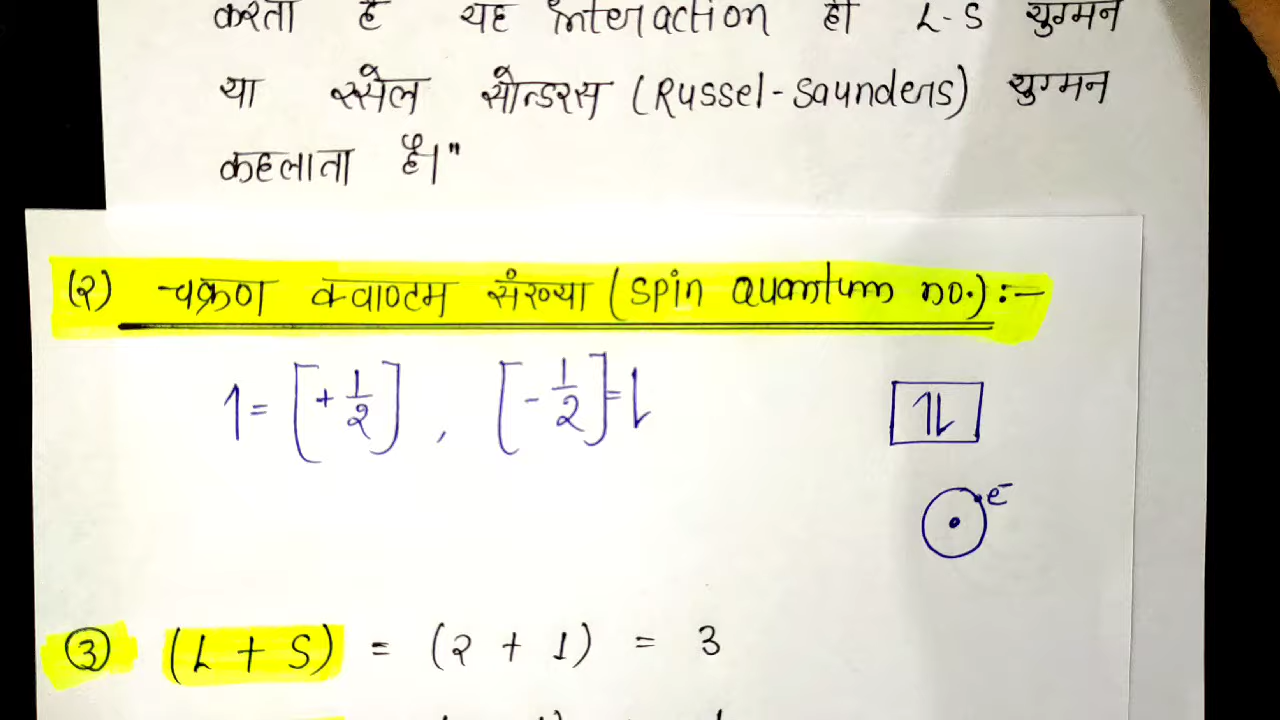 करता है यह interaction ही L-S युग्मन
या रसेल सोन्डरस (Russel-Saunders) युग्मन
कहलाता है।"
(२) चक्रण क्वाण्टम संख्या (spin quantum no.) :-
↿ = [+ 1/2] , [- 1/2] = ⇂
↿⇂
e⁻
③ (L + S) = (2 + 1) = 3